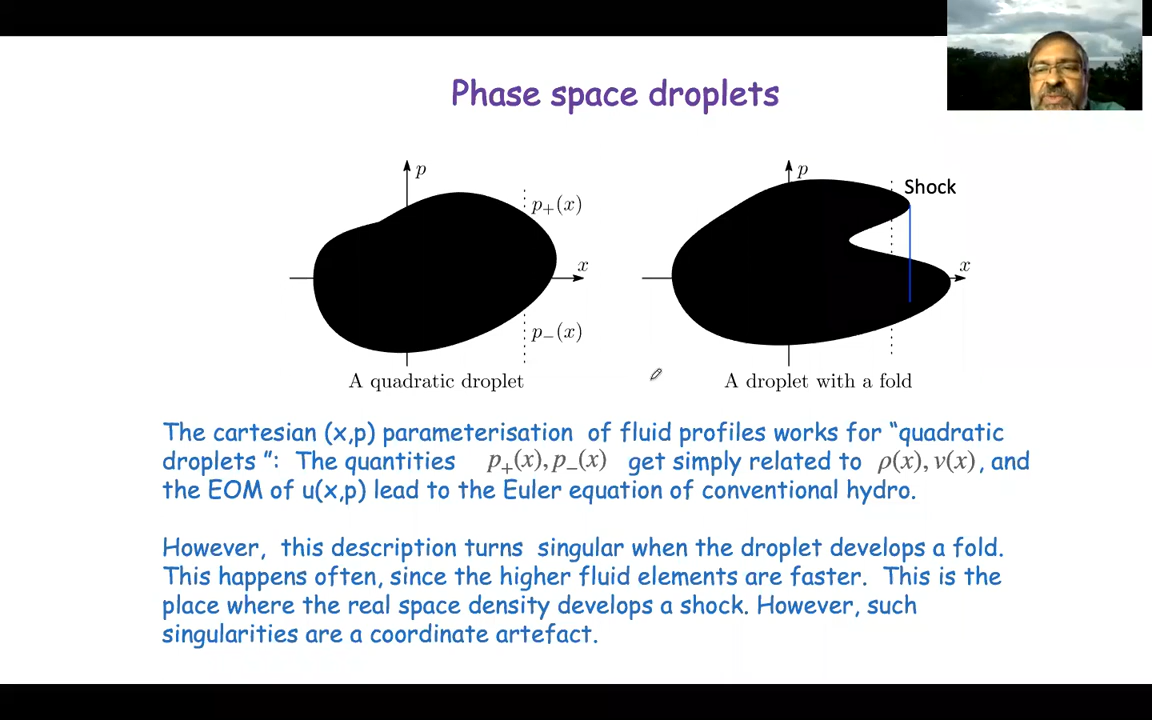 Phase space droplets
p
p₊(x)
x
p₋(x)
A quadratic droplet
p
Shock
x
A droplet with a fold
The cartesian (x,p) parameterisation of fluid profiles works for “quadratic
droplets ”: The quantities p₊(x), p₋(x) get simply related to ρ(x), v(x), and
the EOM of u(x,p) lead to the Euler equation of conventional hydro.
However, this description turns singular when the droplet develops a fold.
This happens often, since the higher fluid elements are faster. This is the
place where the real space density develops a shock. However, such
singularities are a coordinate artefact.